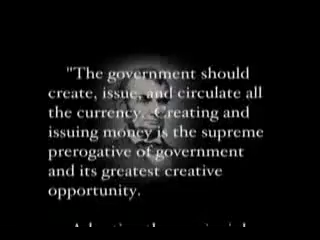 "The government should
create, issue, and circulate all
the currency. Creating and
issuing money is the supreme
prerogative of government
and its greatest creative
opportunity.